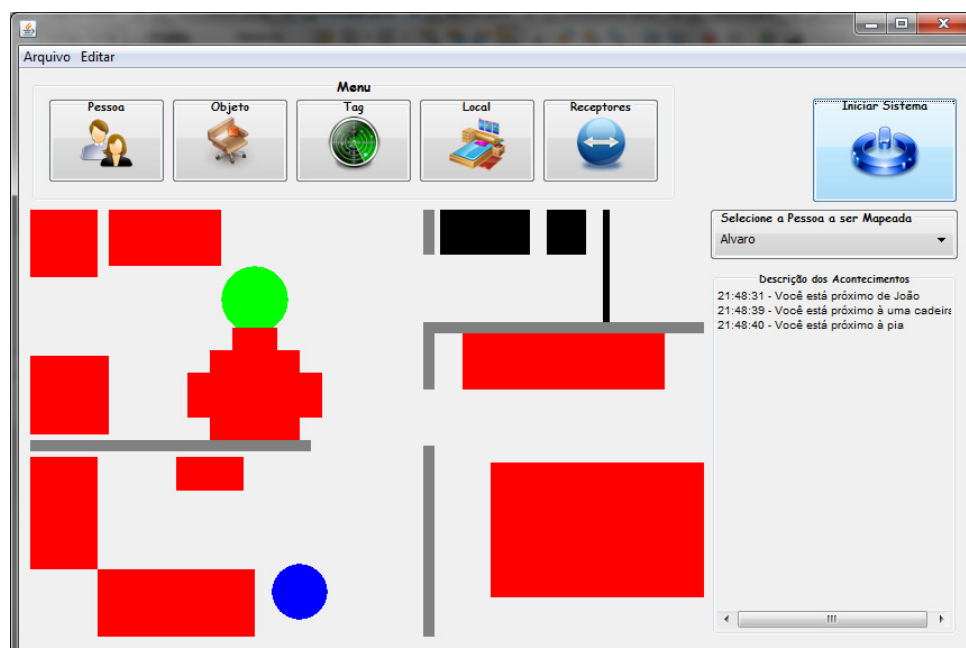 Arquivo Editar
Menu
Pessoa
Objeto
Tag
Local
Receptores
Iniciar Sistema
Selecione a Pessoa a ser Mapeada
Alvaro
Descrição dos Acontecimentos
21:48:31 - Você está próximo de João
21:48:39 - Você está próximo à uma cadeira
21:48:40 - Você está próximo à pia